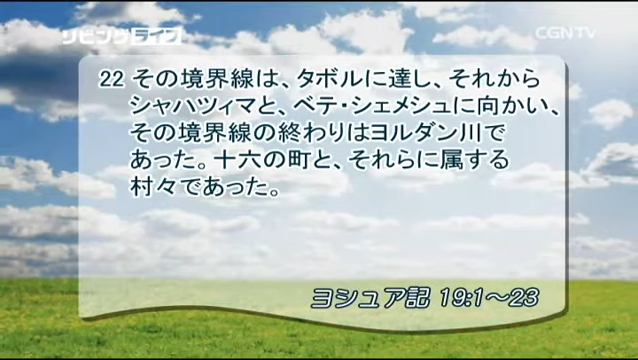 リビングライフ
CGNTV
22 その境界線は、タボルに達し、それから
シャハツィマと、ベテ・シェメシュに向かい、
その境界線の終わりはヨルダン川で
あった。十六の町と、それらに属する
村々であった。
ヨシュア記 19:1～23